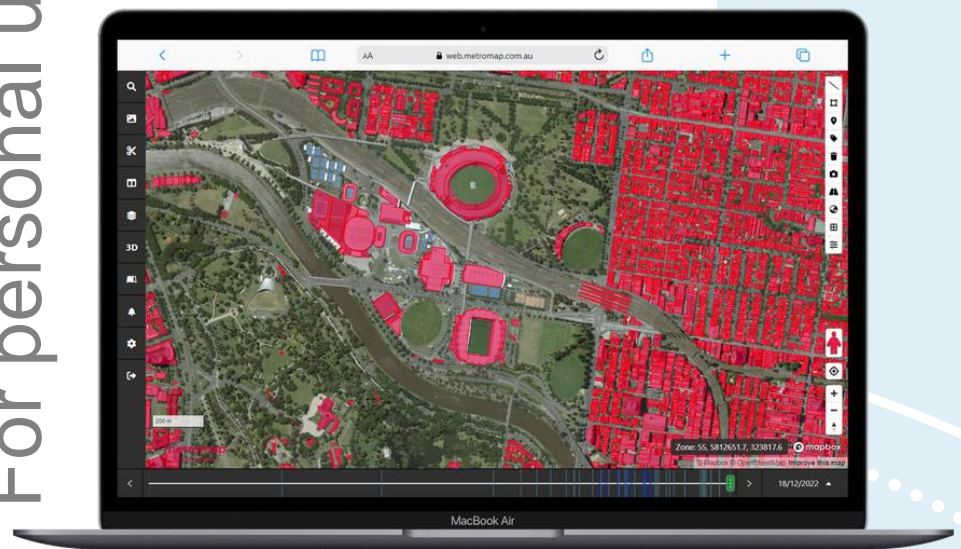 For personal u
AA
web.metromap.com.au
3D
200 m
Zone: 55, 5812651.7, 323817.6
mapbox
© Mapbox © OpenStreetMap Improve this map
18/12/2022
MacBook Air